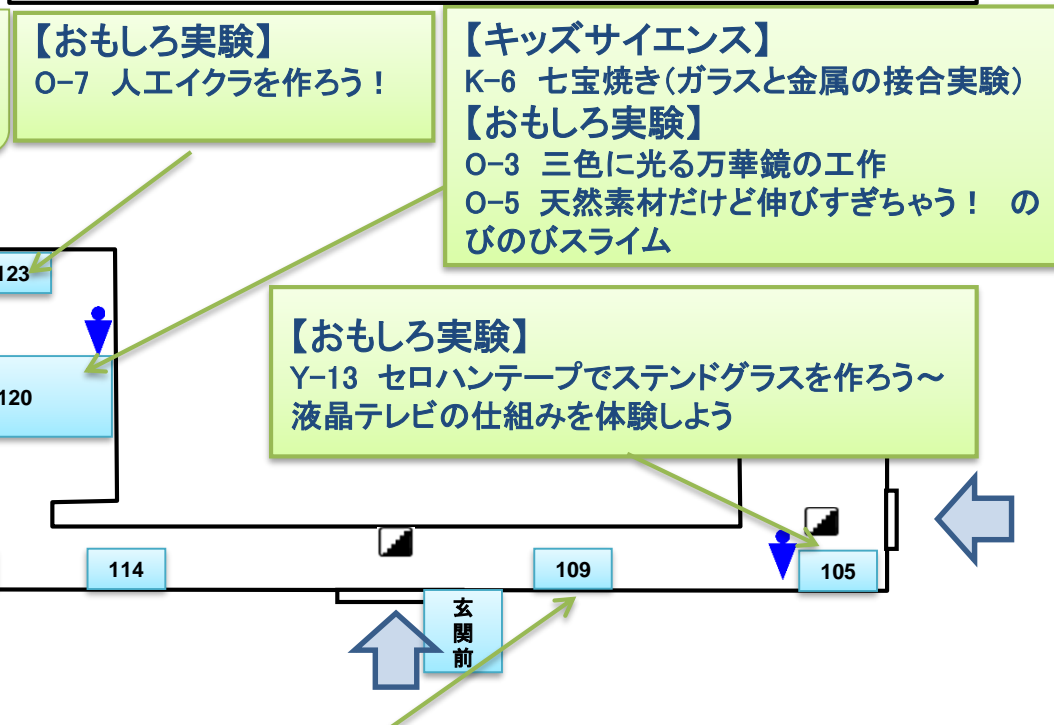 【おもしろ実験】
O-7 人工イクラを作ろう！
【キッズサイエンス】
K-6 七宝焼き（ガラスと金属の接合実験）
【おもしろ実験】
O-3 三色に光る万華鏡の工作
O-5 天然素材だけど伸びすぎちゃう！ の
びのびスライム
123
【おもしろ実験】
Y-13 セロハンテープでステンドグラスを作ろう～
液晶テレビの仕組みを体験しよう
120
114
109
105
玄
関
前